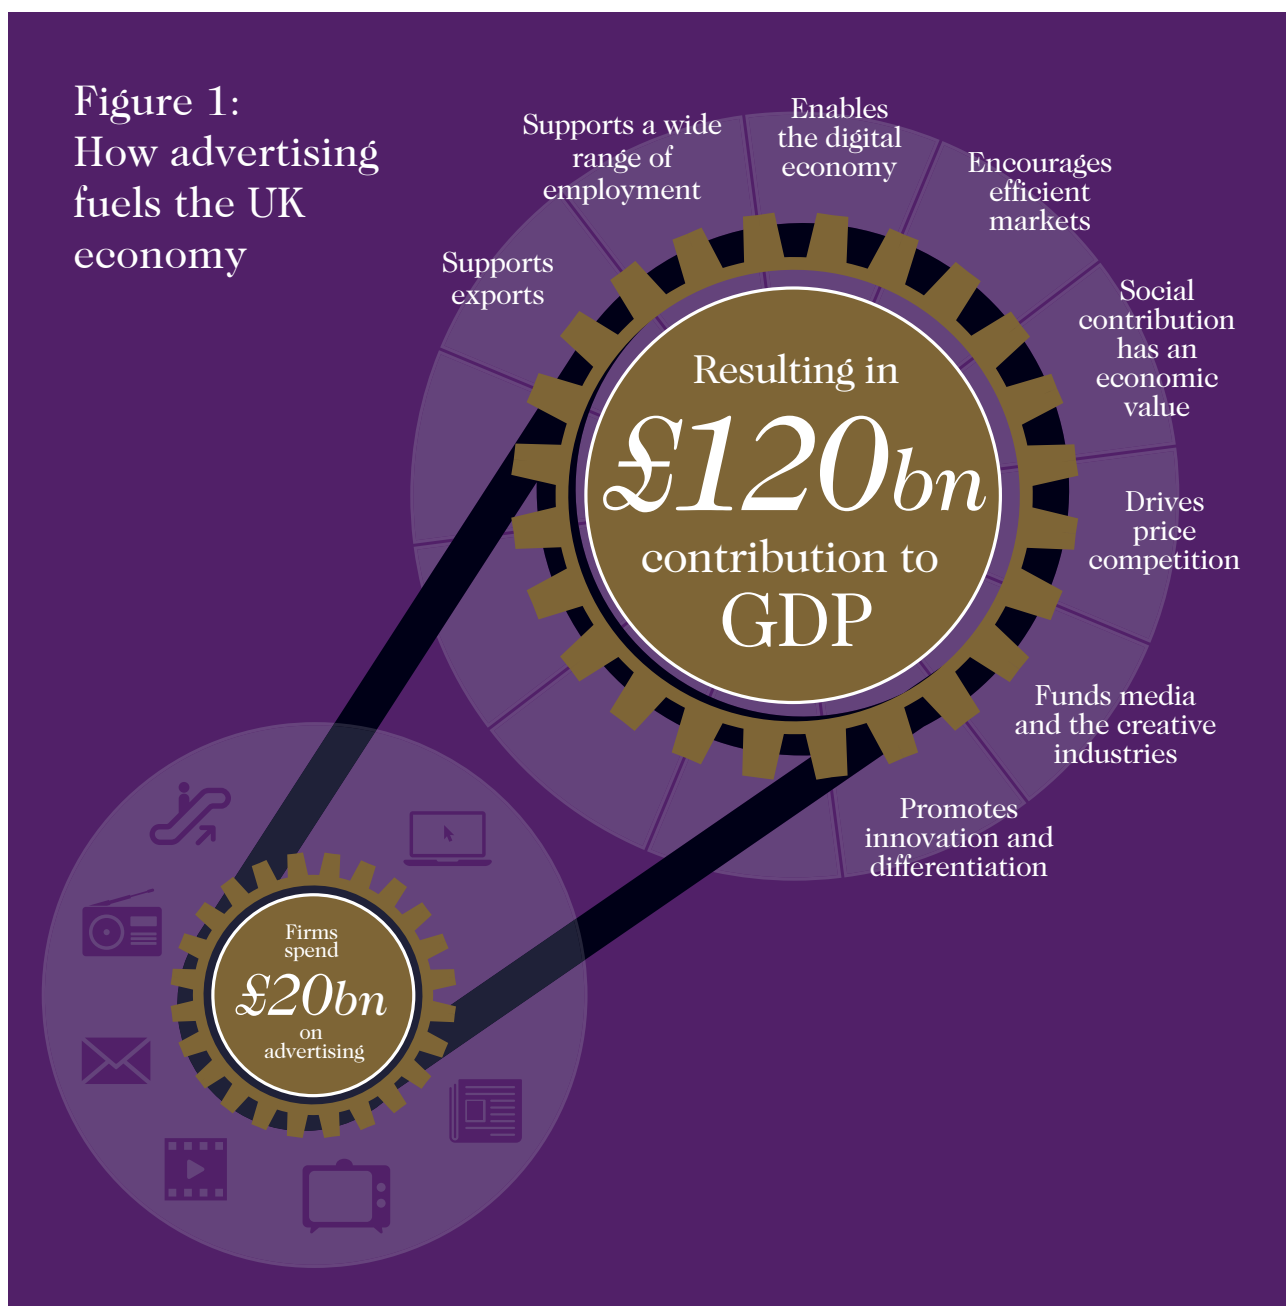 Figure 1:
How advertising
fuels the UK
economy
Supports
exports
Supports a wide
range of
employment
Enables
the digital
economy
Encourages
efficient
markets
Social
contribution
has an
economic
value
Drives
price
competition
Funds media
and the creative
industries
Promotes
innovation and
differentiation
Resulting in
£120bn
contribution to
GDP
Firms
spend
£20bn
on
advertising